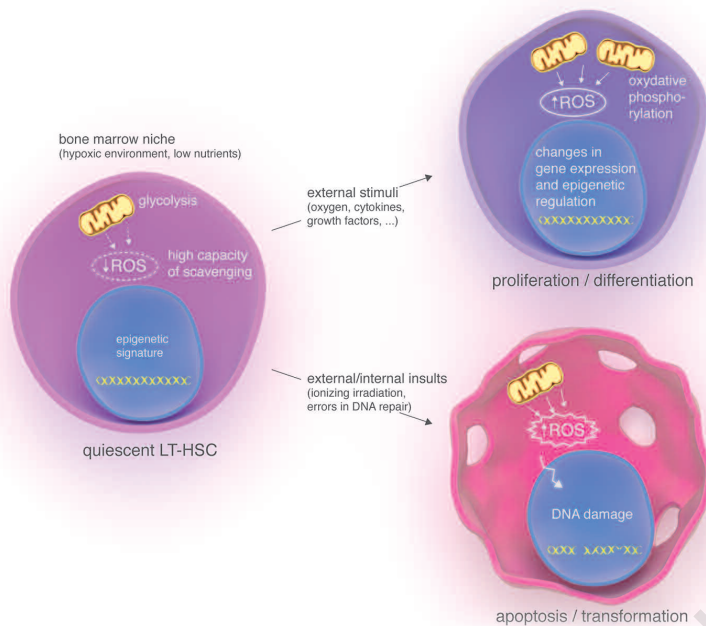 bone marrow niche
(hypoxic environment, low nutrients)
glycolysis
↓ROS
high capacity
of scavenging
epigenetic
signature
quiescent LT-HSC
external stimuli
(oxygen, cytokines,
growth factors, ...)
oxydative
phospho-
rylation
↑ROS
changes in
gene expression
and epigenetic
regulation
proliferation / differentiation
external/internal insults
(ionizing irradiation,
errors in DNA repair)
↑ROS
DNA damage
apoptosis / transformation